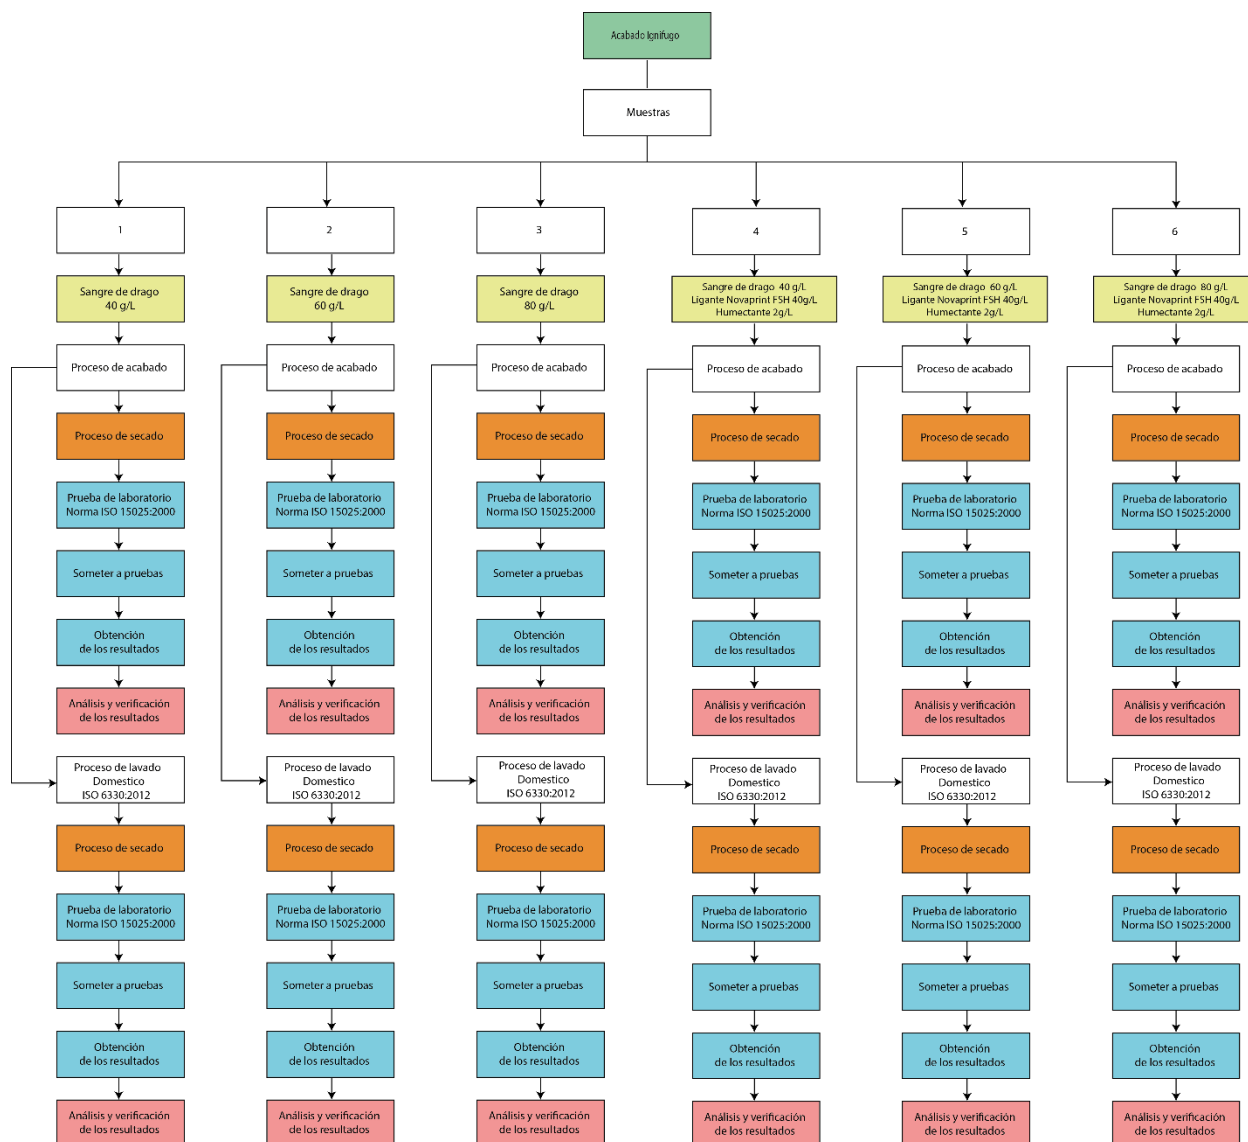 Acabado Ignifugo
Muestras
1
2
3
4
5
6
Sangre de drago
40 g/L
Sangre de drago
60 g/L
Sangre de drago
80 g/L
Sangre de drago 40 g/L
Ligante Novaprint FSH 40g/L
Humectante 2g/L
Sangre de drago 60 g/L
Ligante Novaprint FSH 40g/L
Humectante 2g/L
Sangre de drago 80 g/L
Ligante Novaprint FSH 40g/L
Humectante 2g/L
Proceso de acabado
Proceso de acabado
Proceso de acabado
Proceso de acabado
Proceso de acabado
Proceso de acabado
Proceso de secado
Proceso de secado
Proceso de secado
Proceso de secado
Proceso de secado
Proceso de secado
Prueba de laboratorio
Norma ISO 15025:2000
Prueba de laboratorio
Norma ISO 15025:2000
Prueba de laboratorio
Norma ISO 15025:2000
Prueba de laboratorio
Norma ISO 15025:2000
Prueba de laboratorio
Norma ISO 15025:2000
Prueba de laboratorio
Norma ISO 15025:2000
Someter a pruebas
Someter a pruebas
Someter a pruebas
Someter a pruebas
Someter a pruebas
Someter a pruebas
Obtención
de los resultados
Obtención
de los resultados
Obtención
de los resultados
Obtención
de los resultados
Obtención
de los resultados
Obtención
de los resultados
Análisis y verificación
de los resultados
Análisis y verificación
de los resultados
Análisis y verificación
de los resultados
Análisis y verificación
de los resultados
Análisis y verificación
de los resultados
Análisis y verificación
de los resultados
Proceso de lavado
Domestico
ISO 6330:2012
Proceso de lavado
Domestico
ISO 6330:2012
Proceso de lavado
Domestico
ISO 6330:2012
Proceso de lavado
Domestico
ISO 6330:2012
Proceso de lavado
Domestico
ISO 6330:2012
Proceso de lavado
Domestico
ISO 6330:2012
Proceso de secado
Proceso de secado
Proceso de secado
Proceso de secado
Proceso de secado
Proceso de secado
Prueba de laboratorio
Norma ISO 15025:2000
Prueba de laboratorio
Norma ISO 15025:2000
Prueba de laboratorio
Norma ISO 15025:2000
Prueba de laboratorio
Norma ISO 15025:2000
Prueba de laboratorio
Norma ISO 15025:2000
Prueba de laboratorio
Norma ISO 15025:2000
Someter a pruebas
Someter a pruebas
Someter a pruebas
Someter a pruebas
Someter a pruebas
Someter a pruebas
Obtención
de los resultados
Obtención
de los resultados
Obtención
de los resultados
Obtención
de los resultados
Obtención
de los resultados
Obtención
de los resultados
Análisis y verificación
de los resultados
Análisis y verificación
de los resultados
Análisis y verificación
de los resultados
Análisis y verificación
de los resultados
Análisis y verificación
de los resultados
Análisis y verificación
de los resultados